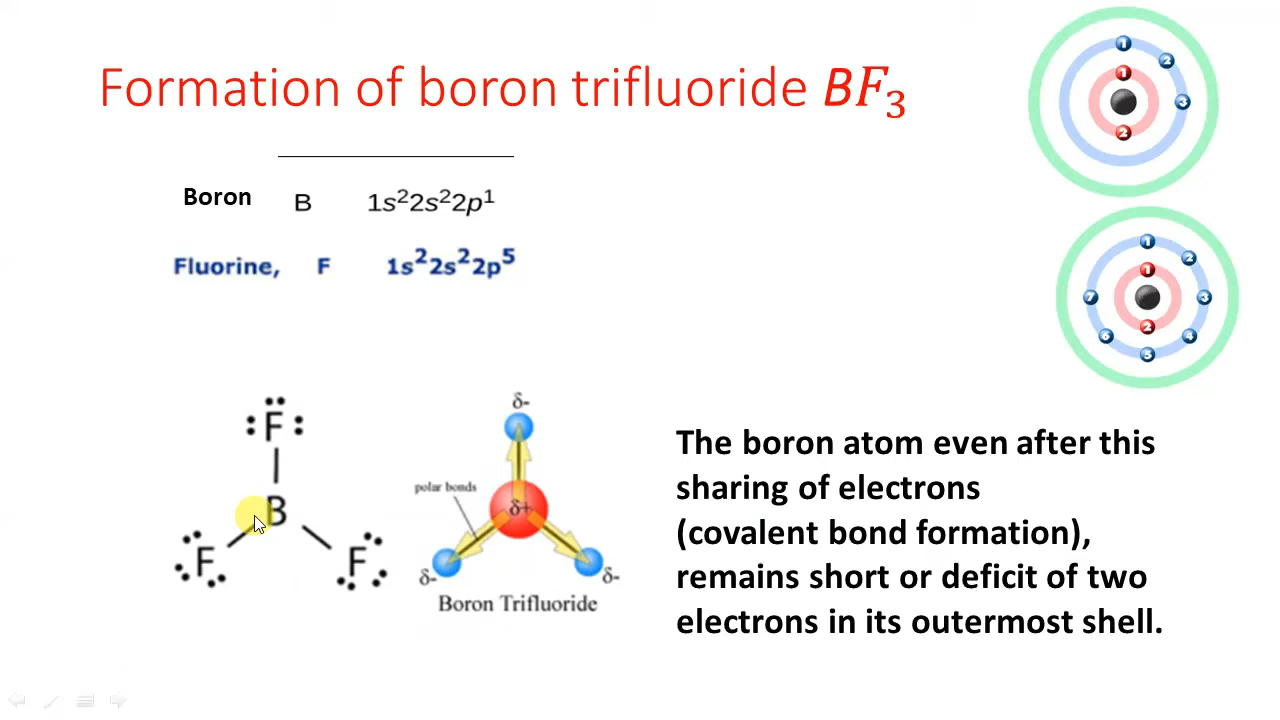 Formation of boron trifluoride BF₃
Boron B 1s²2s²2p¹
Fluorine, F 1s²2s²2p⁵
1
2
1
3
2
1
2
1
7
3
2
6
4
5
F
B
F
F
δ-
polar bonds
δ+
δ-
δ-
Boron Trifluoride
The boron atom even after this
sharing of electrons
(covalent bond formation),
remains short or deficit of two
electrons in its outermost shell.